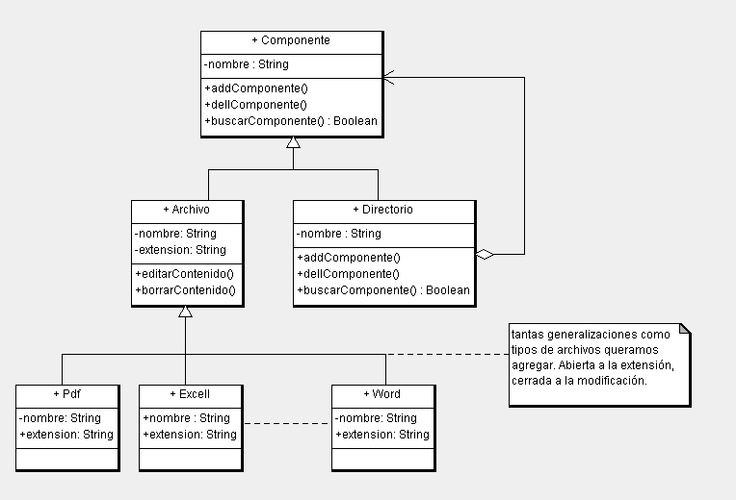 + Componente
-nombre : String
+addComponente()
+dellComponente()
+buscarComponente() : Boolean
+ Archivo
-nombre: String
-extension: String
+editarContenido()
+borrarContenido()
+ Directorio
-nombre : String
+addComponente()
+dellComponente()
+buscarComponente() : Boolean
tantas generalizaciones como
tipos de archivos queramos
agregar. Abierta a la extensión,
cerrada a la modificación.
+ Pdf
-nombre: String
+extension: String
+ Excell
+nombre : String
+extension: String
+ Word
-nombre: String
+extension: String